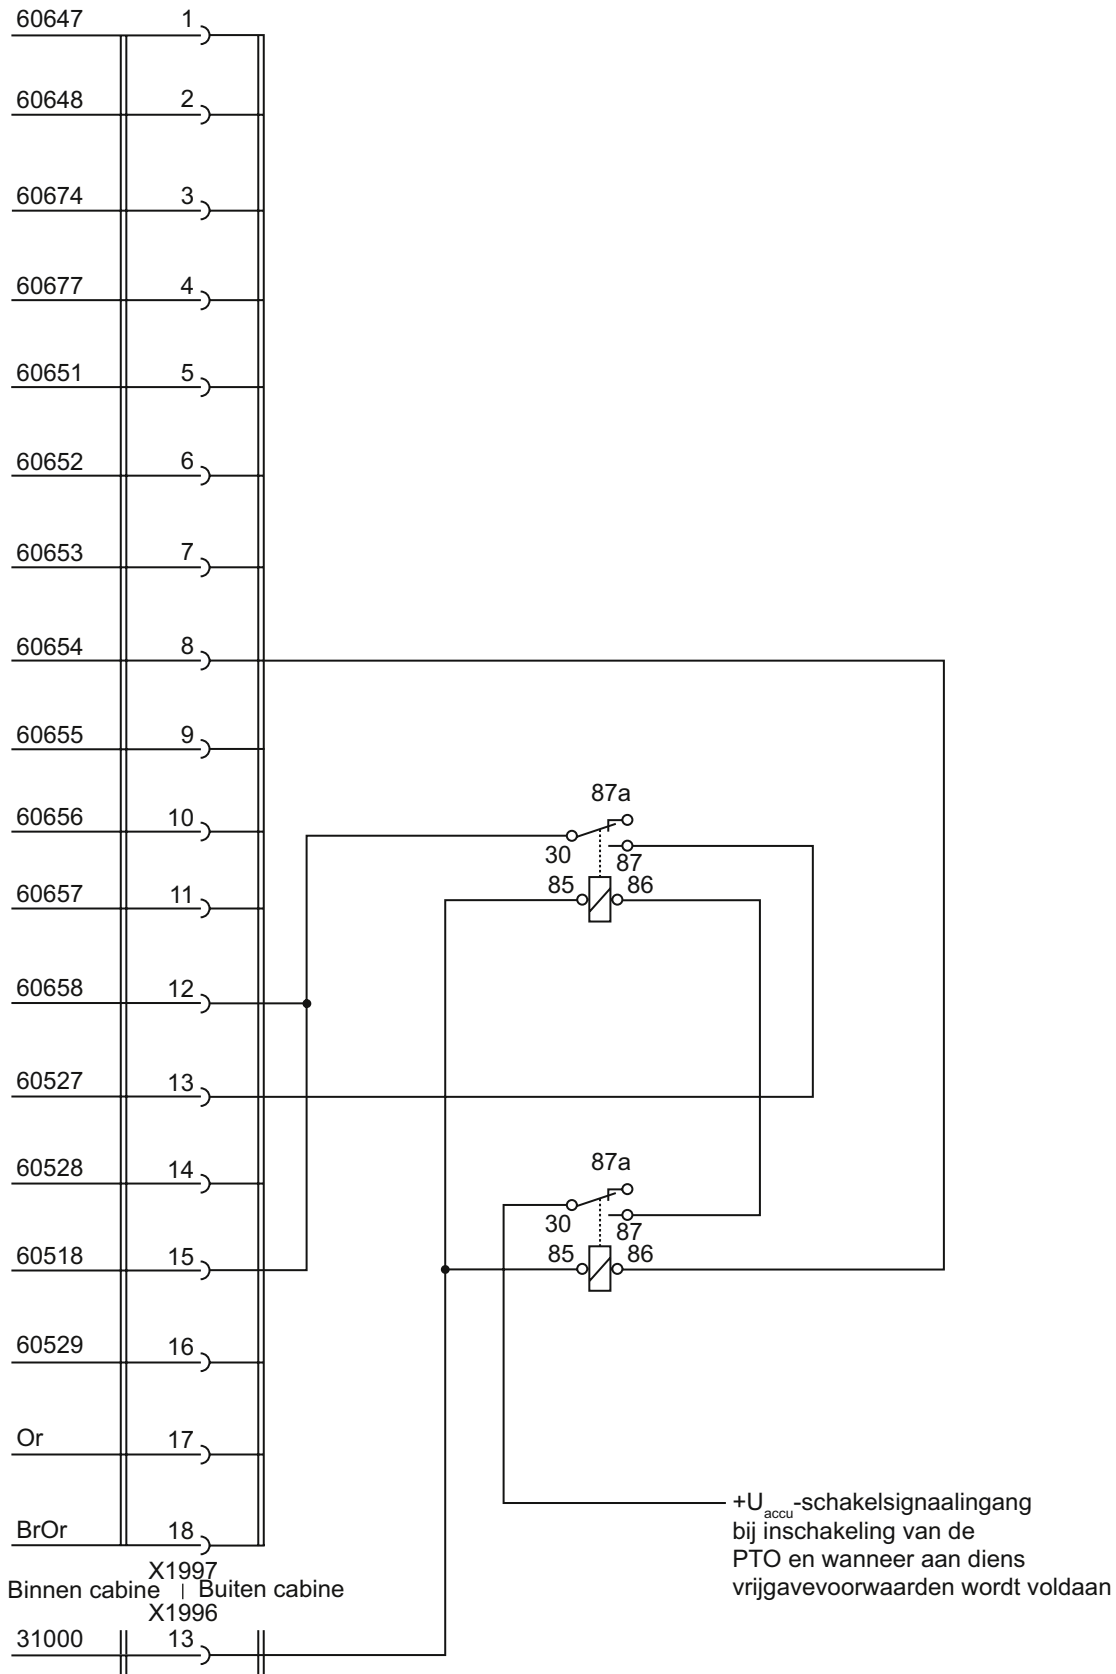 60647 1
60648 2
60674 3
60677 4
60651 5
60652 6
60653 7
60654 8
60655 9
87a
60656 10
30 87
60657 11 85 86
60658 12
60527 13
87a
60528 14
30 87
60518 15 85 86
60529 16
Or 17
+Uaccu-schakelsignaalingang
bij inschakeling van de
PTO en wanneer aan diens
vrijgavevoorwaarden wordt voldaan
BrOr 18
X1997
Binnen cabine | Buiten cabine
X1996
31000 13